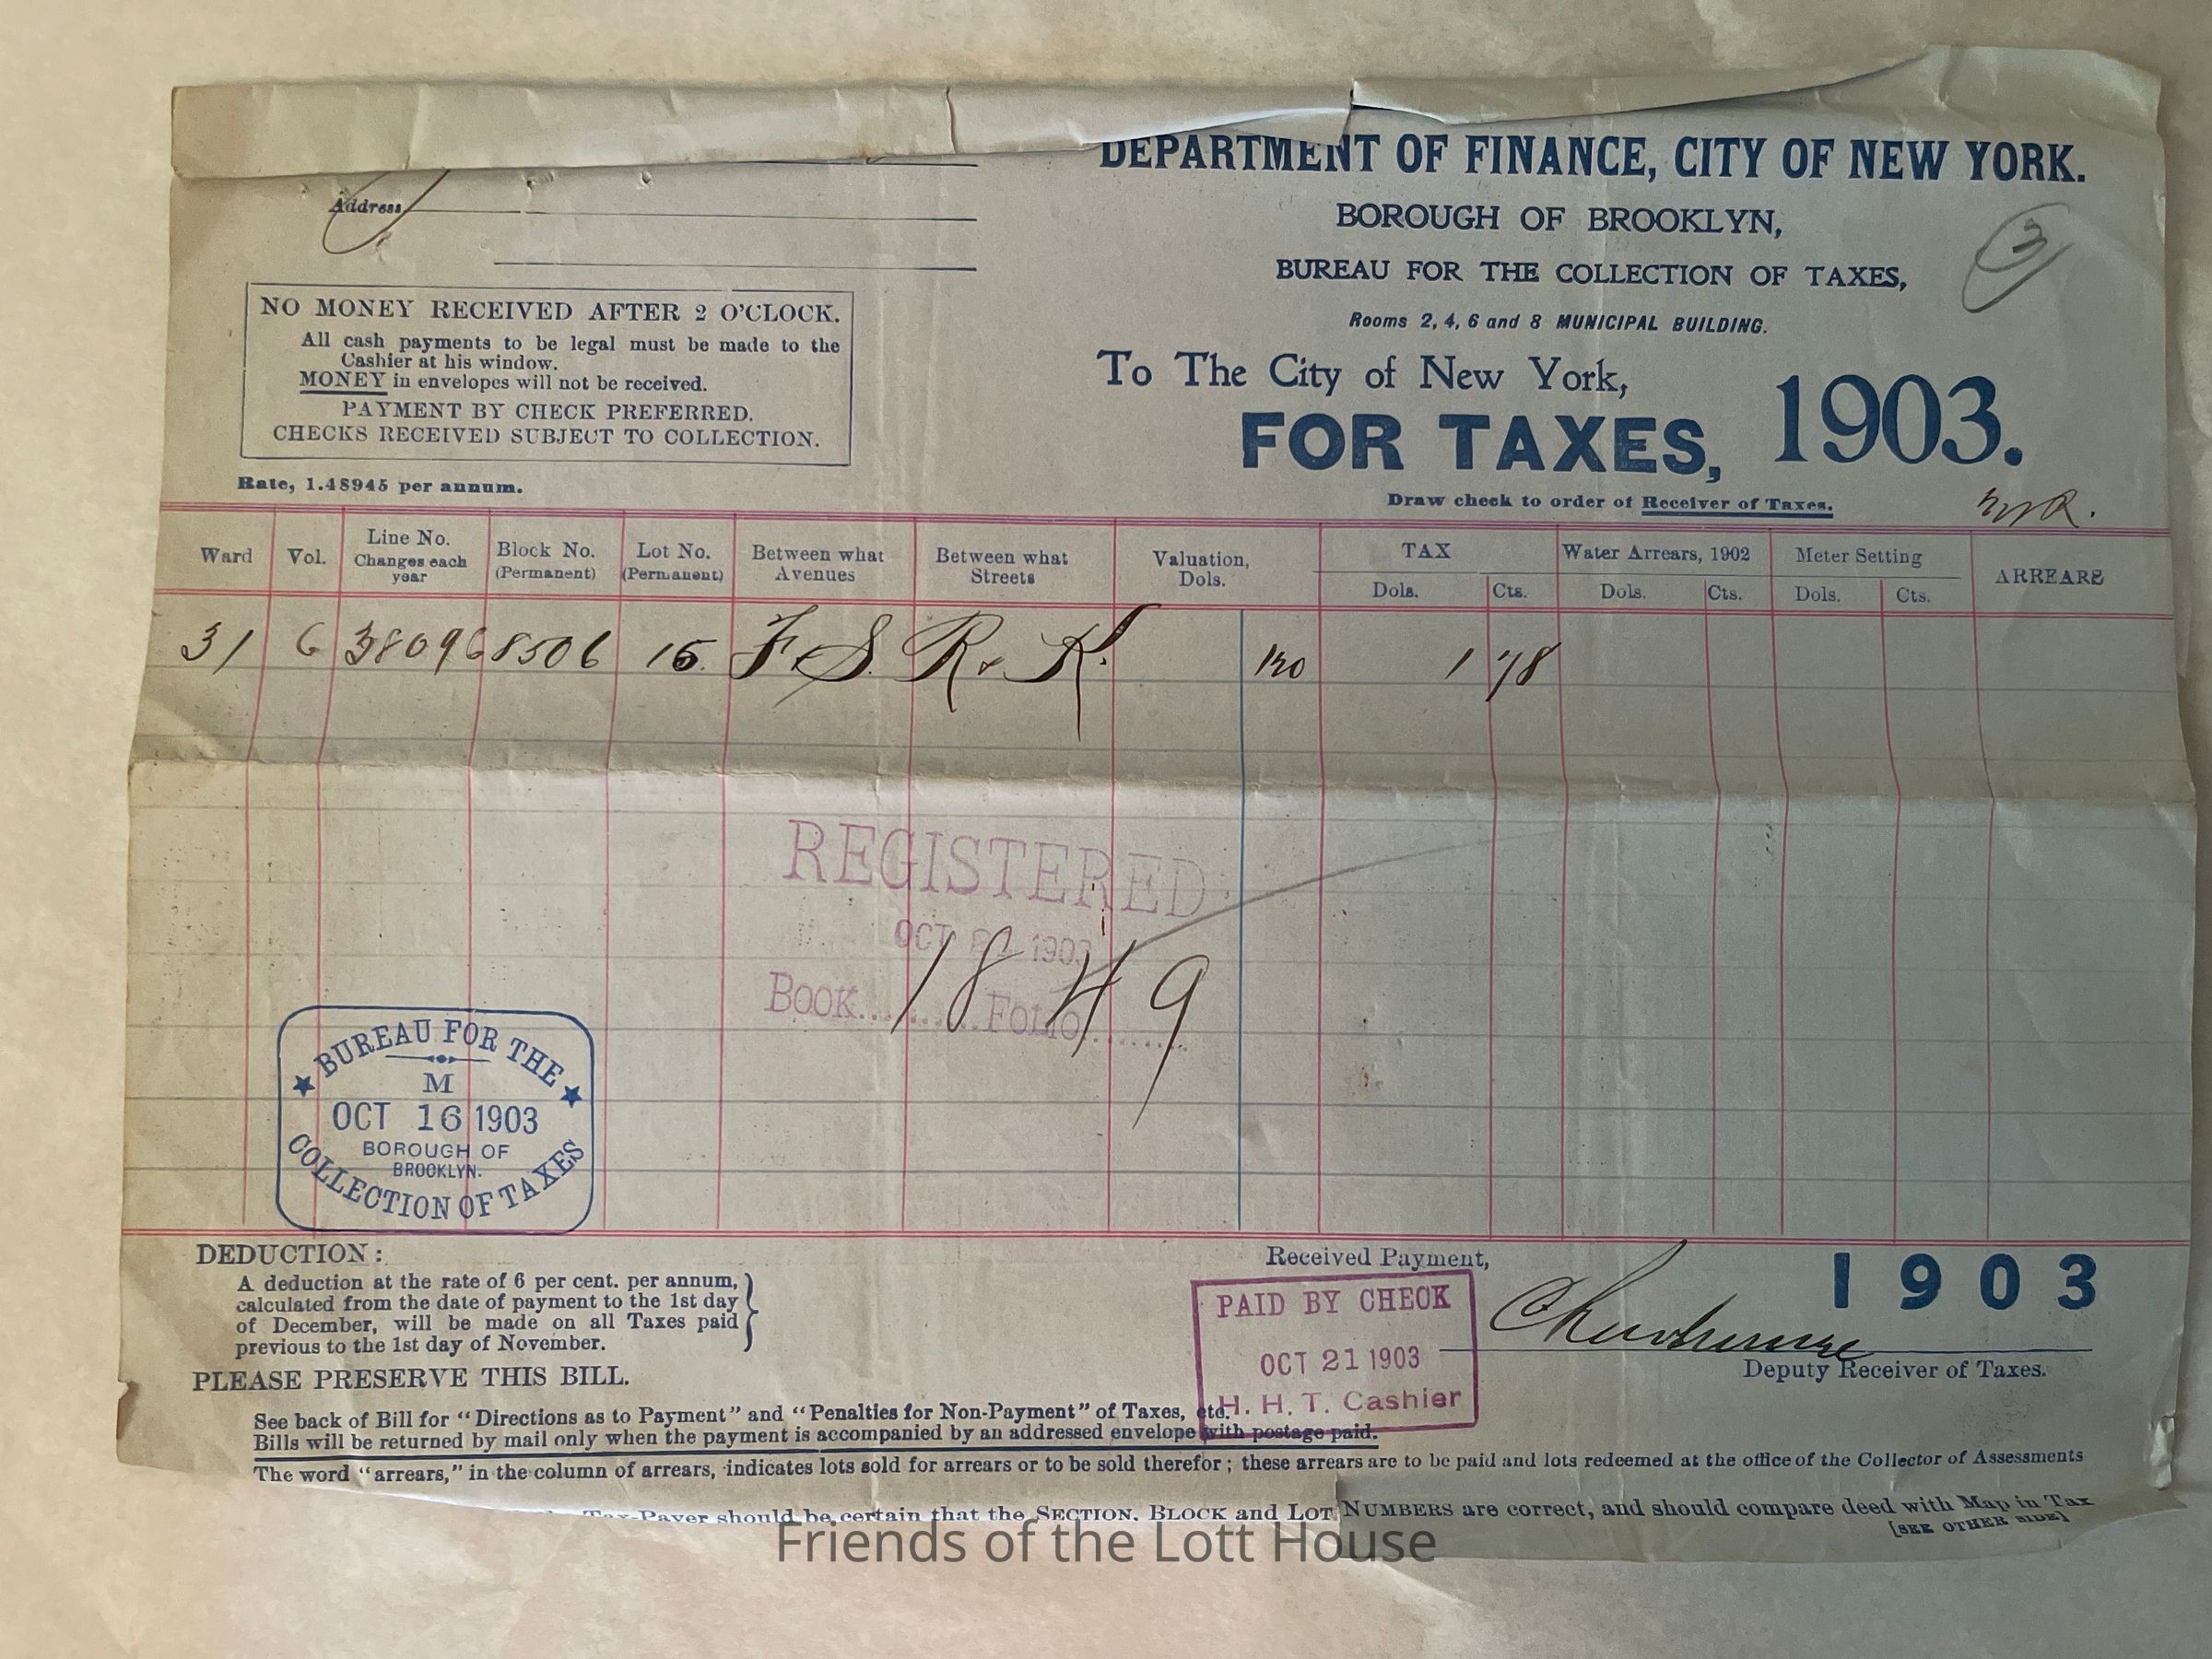 DEPARTMENT OF FINANCE, CITY OF NEW YORK.
BOROUGH OF BROOKLYN,
BUREAU FOR THE COLLECTION OF TAXES,
Rooms 2, 4, 6 and 8 MUNICIPAL BUILDING.
To The City of New York,
FOR TAXES, 1903.
Draw check to order of Receiver of Taxes.
3
Address
NO MONEY RECEIVED AFTER 2 O'CLOCK.
All cash payments to be legal must be made to the
Cashier at his window.
MONEY in envelopes will not be received.
PAYMENT BY CHECK PREFERRED.
CHECKS RECEIVED SUBJECT TO COLLECTION.
Rate, 1.48945 per annum.
Ward Vol. Line No. Changes each year Block No. (Permanent) Lot No. (Permanent) Between what Avenues Between what Streets Valuation, Dols. TAX Dols. Cts. Water Arrears, 1902 Dols. Cts. Meter Setting Dols. Cts. ARREARS
31 6 38096 8506 15 F & S. R & K. 120 1 78
REGISTERED
OCT 1903
BOOK FOLIO
18 49
BUREAU FOR THE
M
OCT 16 1903
BOROUGH OF
BROOKLYN.
COLLECTION OF TAXES
DEDUCTION:
A deduction at the rate of 6 per cent. per annum,
calculated from the date of payment to the 1st day
of December, will be made on all Taxes paid
previous to the 1st day of November.
PLEASE PRESERVE THIS BILL.
Received Payment,
1903
PAID BY CHECK
OCT 21 1903
H. H. T. Cashier
Deputy Receiver of Taxes.
See back of Bill for "Directions as to Payment" and "Penalties for Non-Payment" of Taxes, etc.
Bills will be returned by mail only when the payment is accompanied by an addressed envelope with postage paid.
The word "arrears," in the column of arrears, indicates lots sold for arrears or to be sold therefor; these arrears are to be paid and lots redeemed at the office of the Collector of Assessments
Tax-Payer should be certain that the SECTION, BLOCK and LOT NUMBERS are correct, and should compare deed with Map in Tax
[SEE OTHER SIDE]
Friends of the Lott House